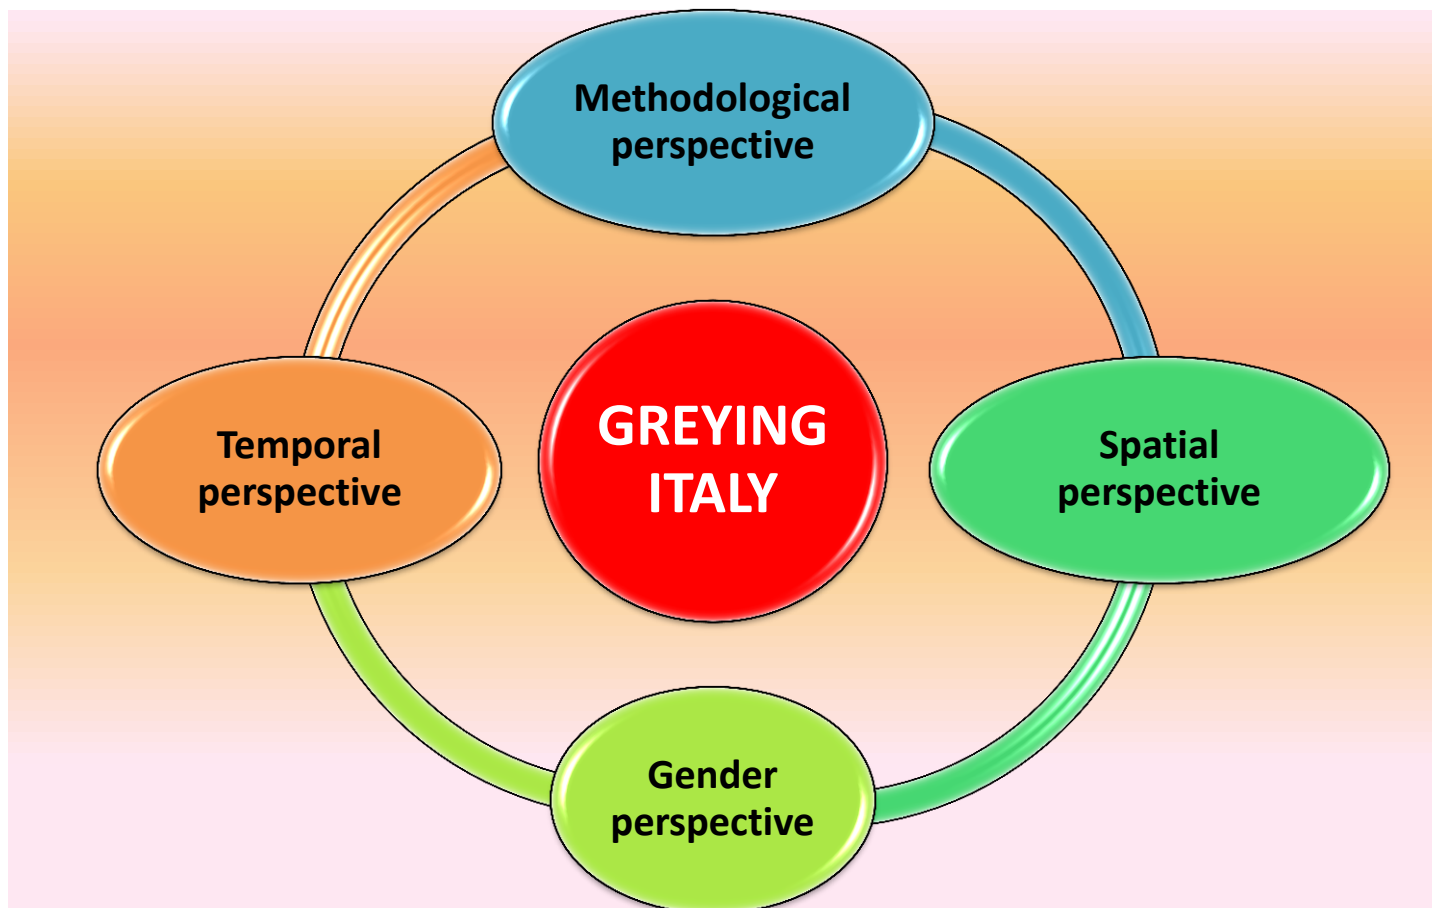 Methodological
perspective
Temporal
perspective
GREYING
ITALY
Spatial
perspective
Gender
perspective